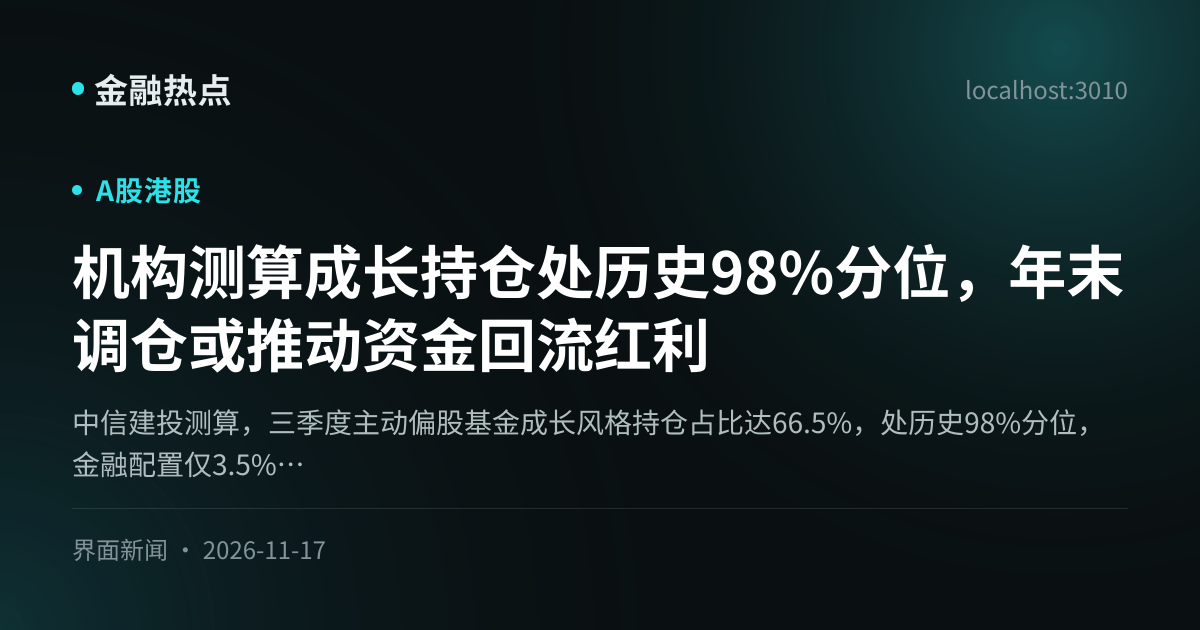 金融热点
localhost:3010
A股港股
机构测算成长持仓处历史98%分位，年末
调仓或推动资金回流红利
中信建投测算，三季度主动偏股基金成长风格持仓占比达66.5%，处历史98%分位，
金融配置仅3.5%…
界面新闻 • 2026-11-17